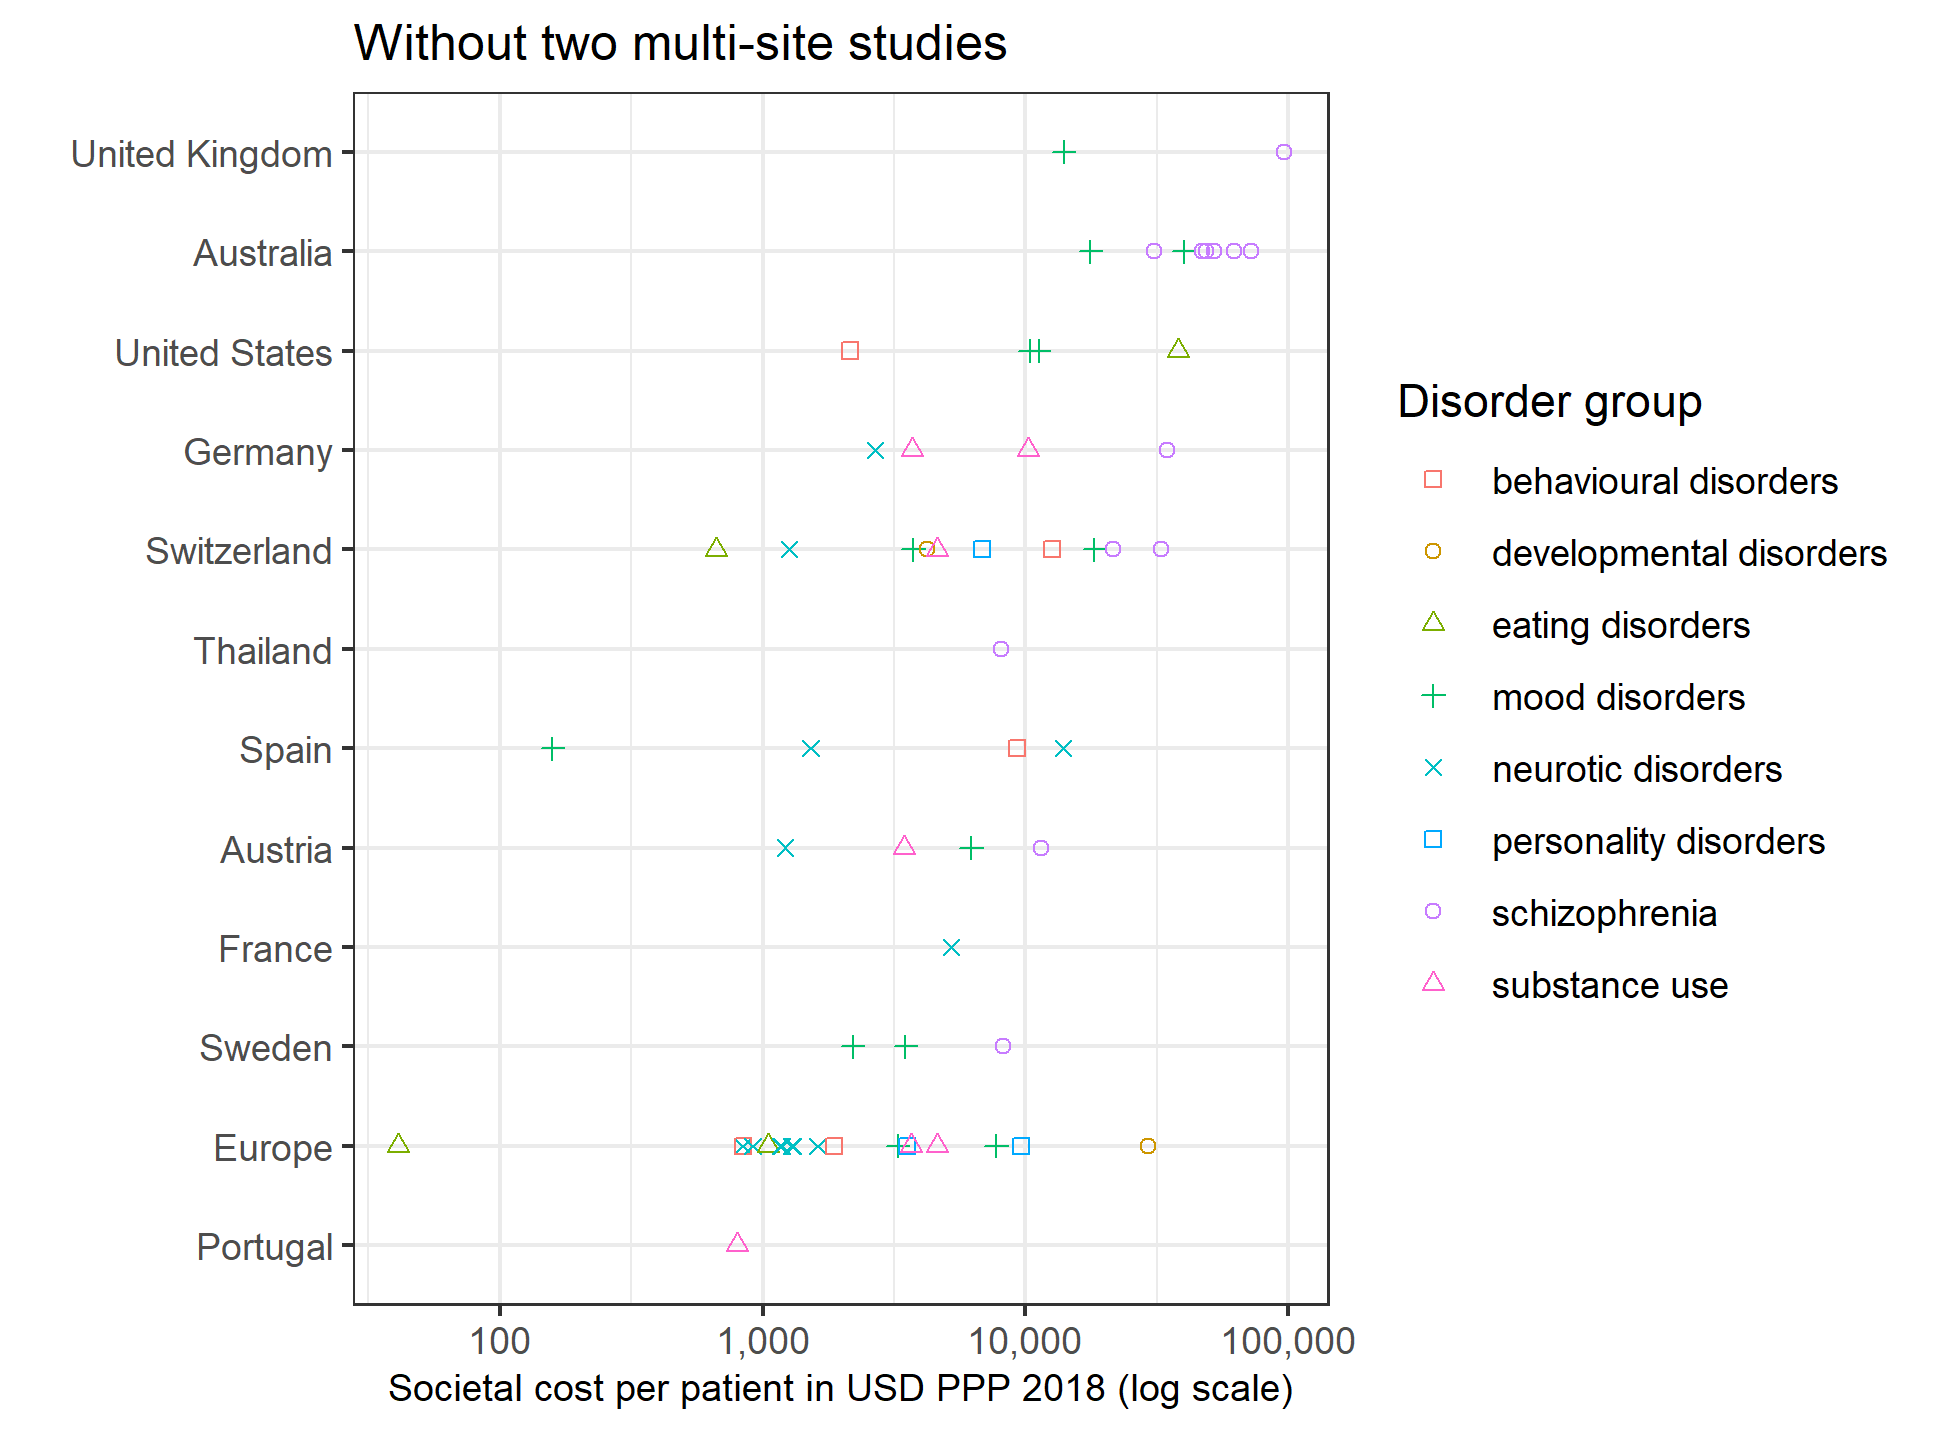 Without two multi-site studies
United Kingdom
Australia
United States
Germany
Switzerland
Thailand
Spain
Austria
France
Sweden
Europe
Portugal
100
1,000
10,000
100,000
Societal cost per patient in USD PPP 2018 (log scale)
Disorder group
behavioural disorders
developmental disorders
eating disorders
mood disorders
neurotic disorders
personality disorders
schizophrenia
substance use